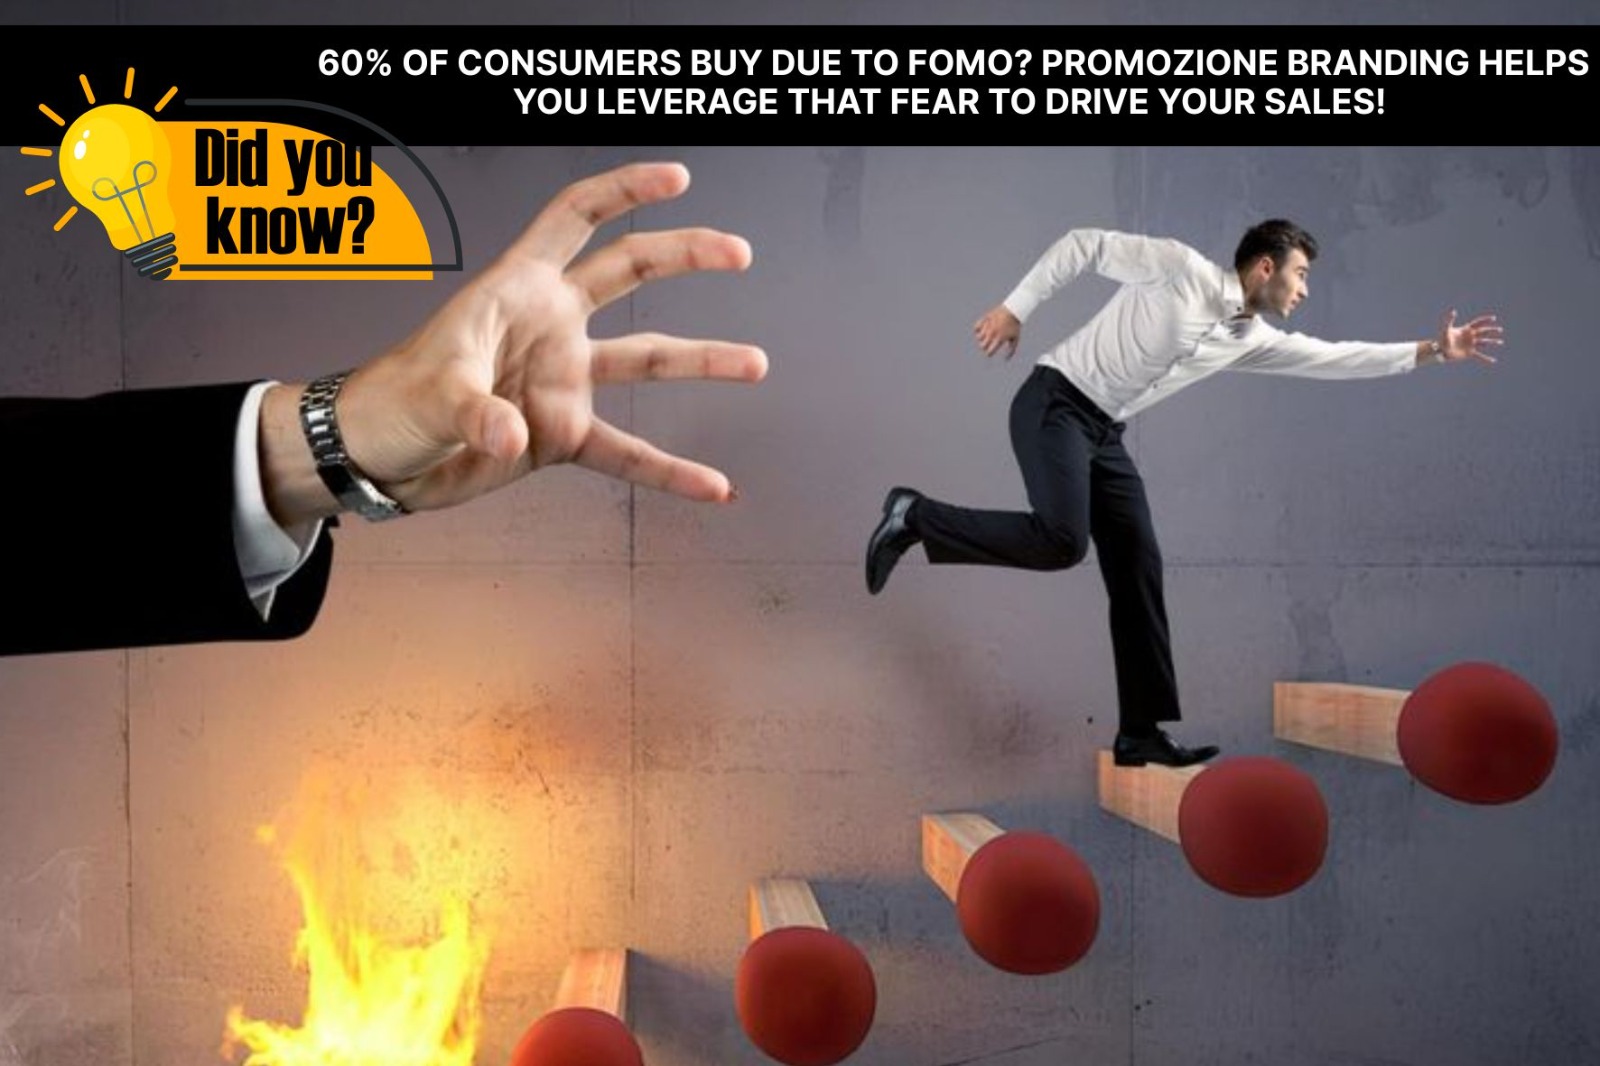 60% OF CONSUMERS BUY DUE TO FOMO? PROMOZIONE BRANDING HELPS
YOU LEVERAGE THAT FEAR TO DRIVE YOUR SALES!
Did you
know?